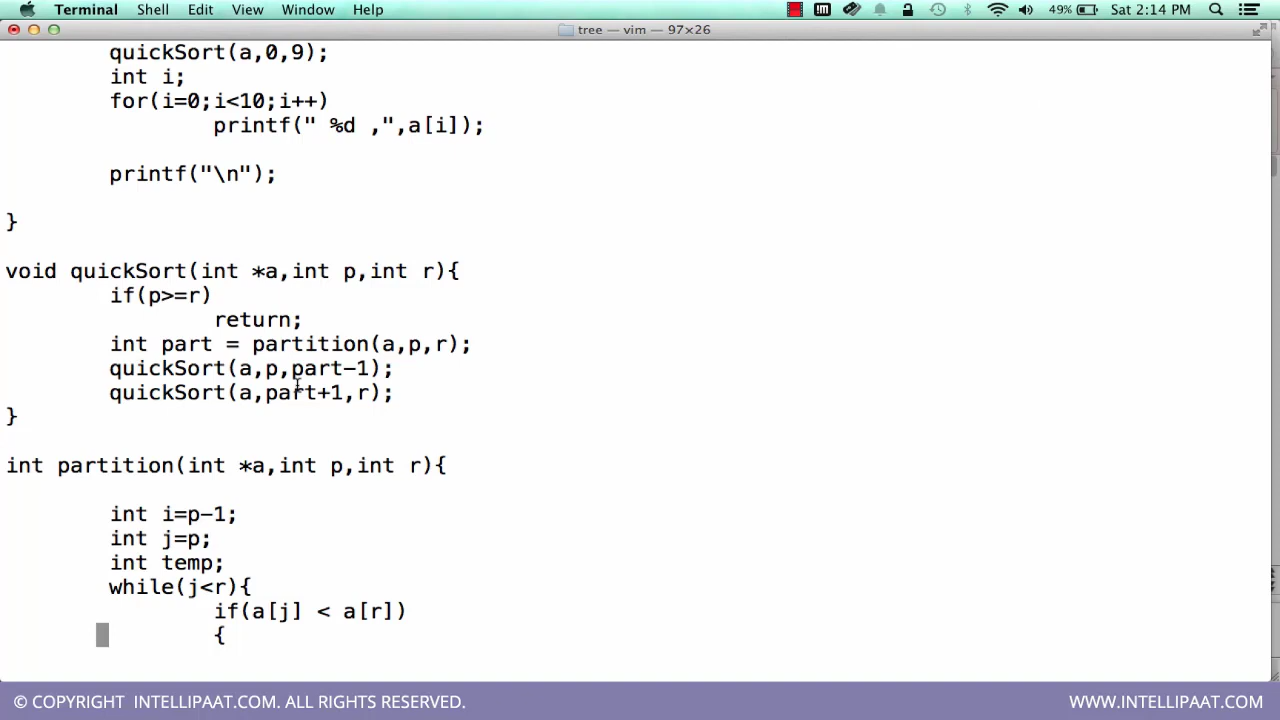 Terminal Shell Edit View Window Help 49% Sat 2:14 PM
tree — vim — 97×26
quickSort(a,0,9);
int i;
for(i=0;i<10;i++)
printf(" %d ,",a[i]);
printf("\n");
}
void quickSort(int *a,int p,int r){
if(p>=r)
return;
int part = partition(a,p,r);
quickSort(a,p,part-1);
quickSort(a,part+1,r);
}
int partition(int *a,int p,int r){
int i=p-1;
int j=p;
int temp;
while(j<r){
if(a[j] < a[r])
{
© COPYRIGHT INTELLIPAAT.COM. ALL RIGHTS RESERVED. WWW.INTELLIPAAT.COM